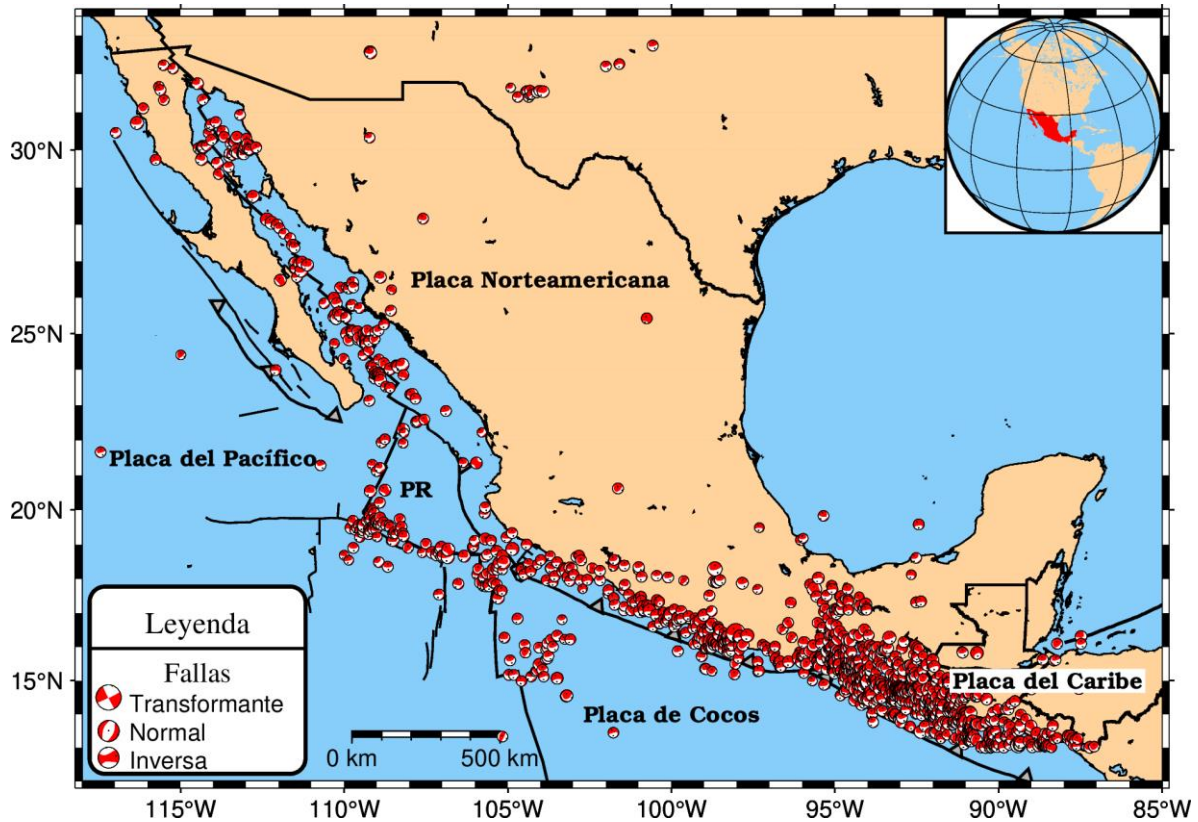 30°N
25°N
20°N
15°N
Placa Norteamericana
Placa del Pacífico
PR
Placa del Caribe
Placa de Cocos
Leyenda
Fallas
Transformante
Normal
Inversa
0 km
500 km
115°W
110°W
105°W
100°W
95°W
90°W
85°W